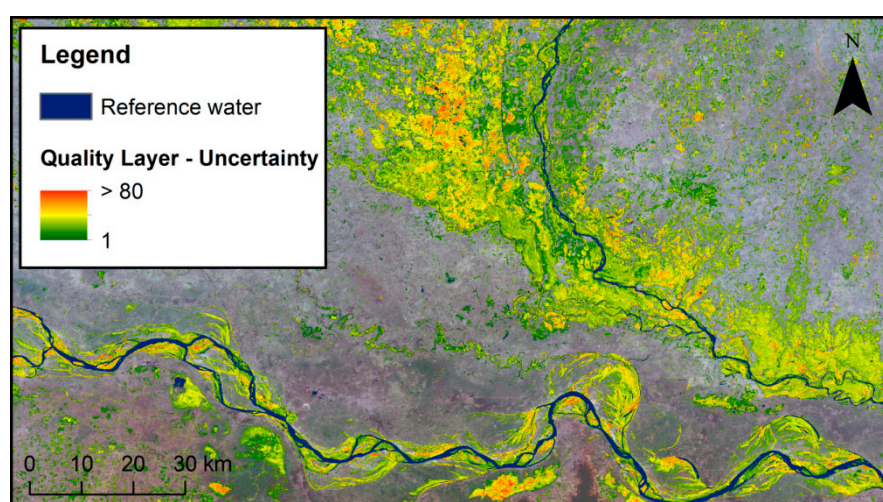 Legend
Reference water
Quality Layer - Uncertainty
> 80
1
N
0 10 20 30 km